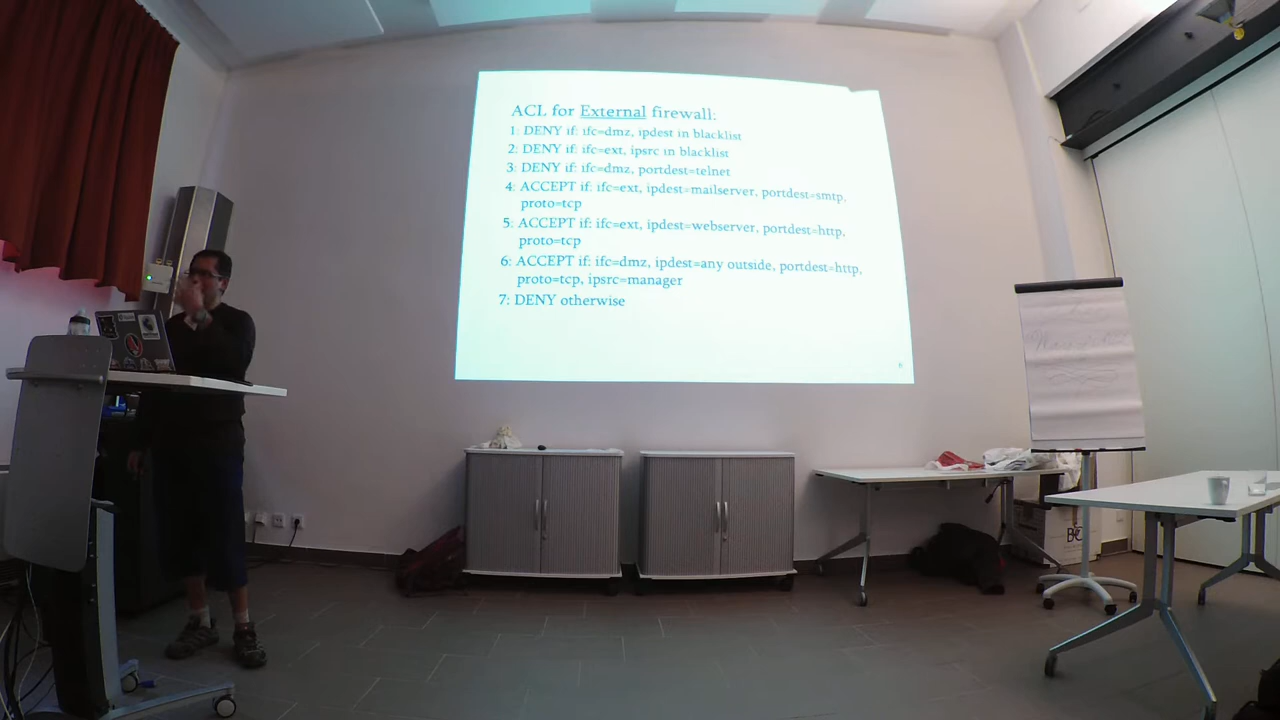 ACL for External firewall:
1: DENY if: ifc=dmz, ipdest in blacklist
2: DENY if: ifc=ext, ipsrc in blacklist
3: DENY if: ifc=dmz, portdest=telnet
4: ACCEPT if: ifc=ext, ipdest=mailserver, portdest=smtp,
proto=tcp
5: ACCEPT if: ifc=ext, ipdest=webserver, portdest=http,
proto=tcp
6: ACCEPT if: ifc=dmz, ipdest=any outside, portdest=http,
proto=tcp, ipsrc=manager
7: DENY otherwise